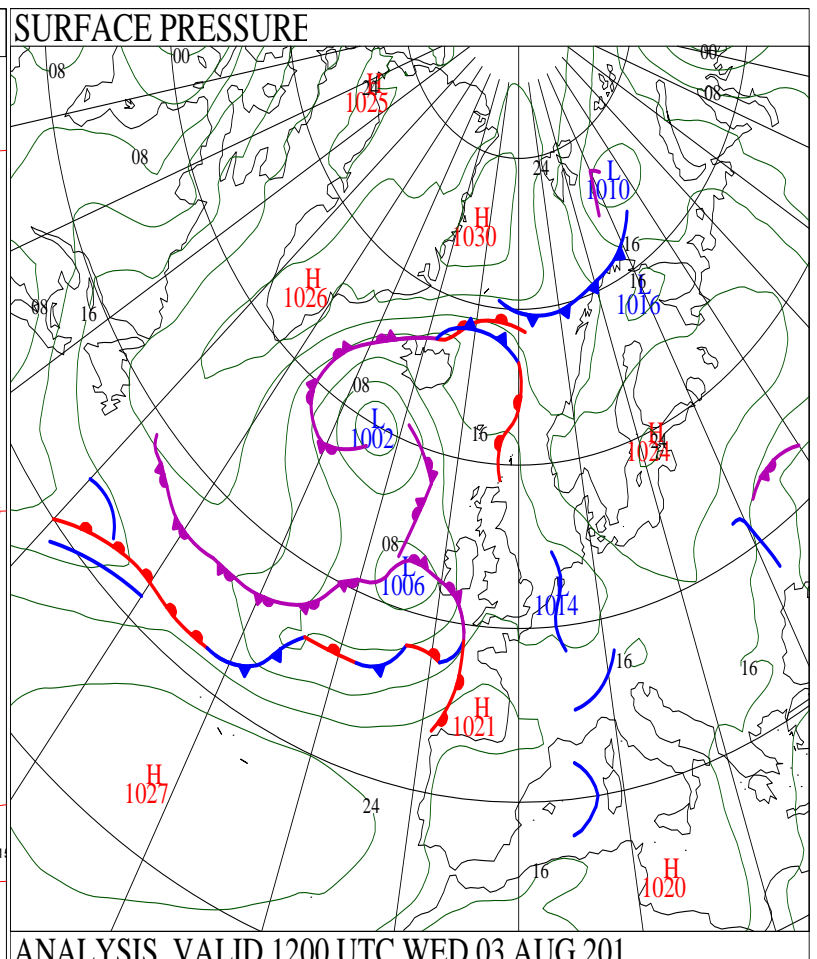 SURFACE PRESSURE
00
00
08
08
H
1025
08
24
L
1010
H
1030
16
H
1026
16
L
1016
08
16
08
L
1002
16
H
1024
08
L
1006
L
1014
16
16
H
1021
H
1027
24
16
H
1020
ANALYSIS VALID 1200 UTC WED 03 AUG 201